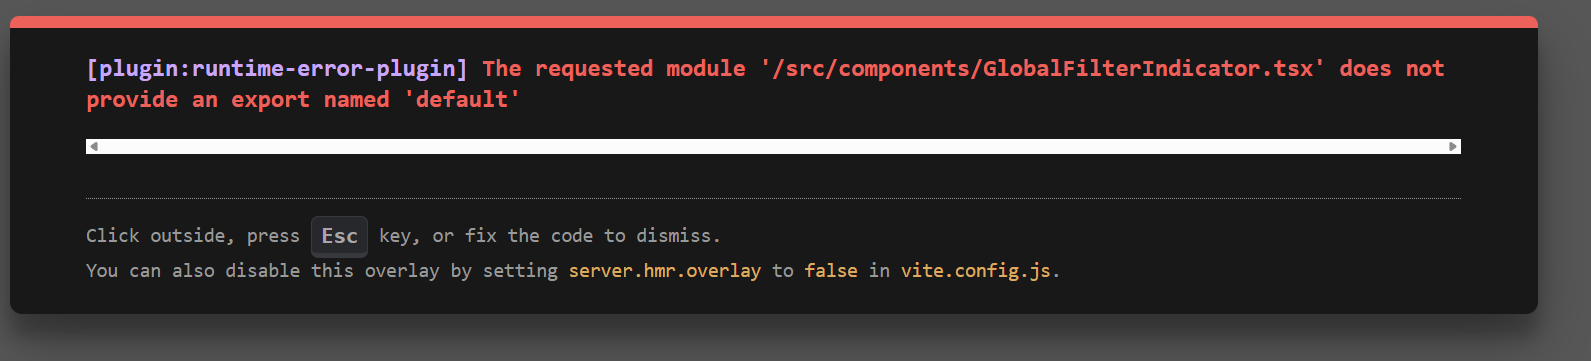 [plugin:runtime-error-plugin] The requested module '/src/components/GlobalFilterIndicator.tsx' does not
provide an export named 'default'
Click outside, press Esc key, or fix the code to dismiss.
You can also disable this overlay by setting server.hmr.overlay to false in vite.config.js.